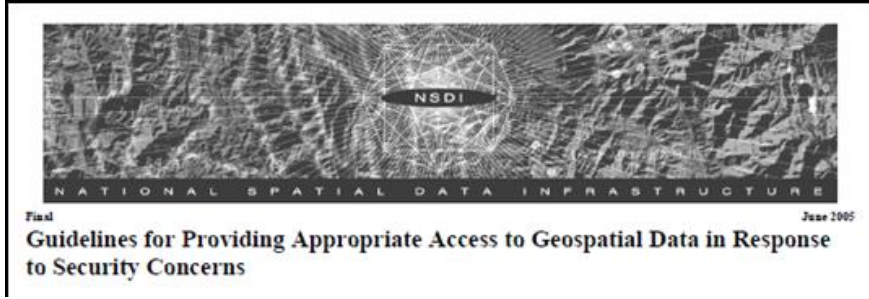 NSDI
NATIONAL SPATIAL DATA INFRASTRUCTURE
Final June 2005
Guidelines for Providing Appropriate Access to Geospatial Data in Response
to Security Concerns